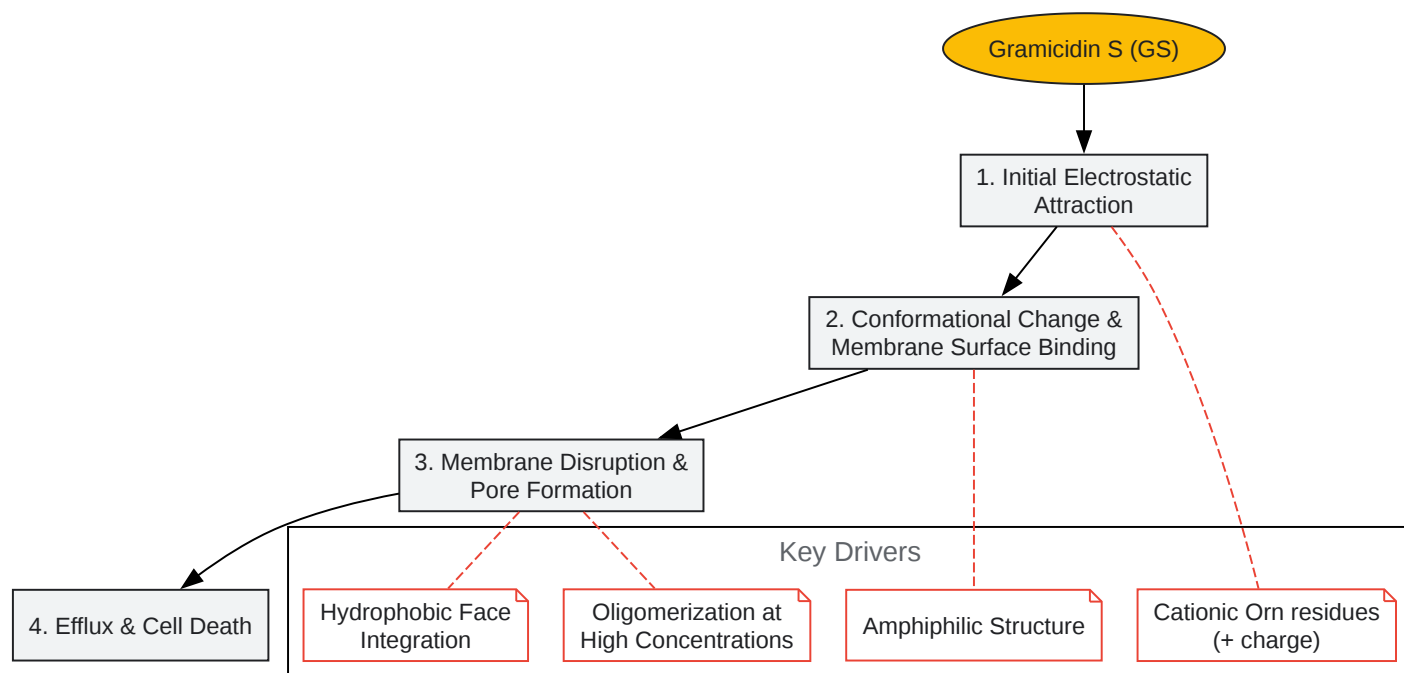 Gramicidin S (GS)
1. Initial Electrostatic
Attraction
2. Conformational Change &
Membrane Surface Binding
3. Membrane Disruption &
Pore Formation
Key Drivers
4. Efflux & Cell Death
Hydrophobic Face
Integration
Oligomerization at
High Concentrations
Amphiphilic Structure
Cationic Orn residues
(+ charge)